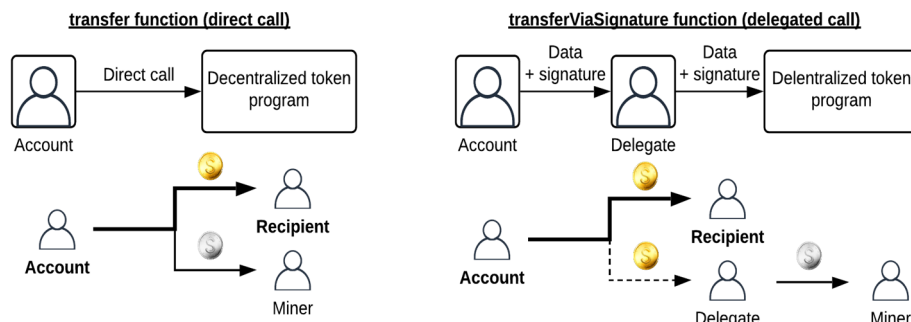 transfer function (direct call)
Direct call
Decentralized token
program
Account
Account
Recipient
Miner
transferViaSignature function (delegated call)
Data
+ signature
Data
+ signature
Delentralized token
program
Account
Delegate
Account
Recipient
Delegate
Miner